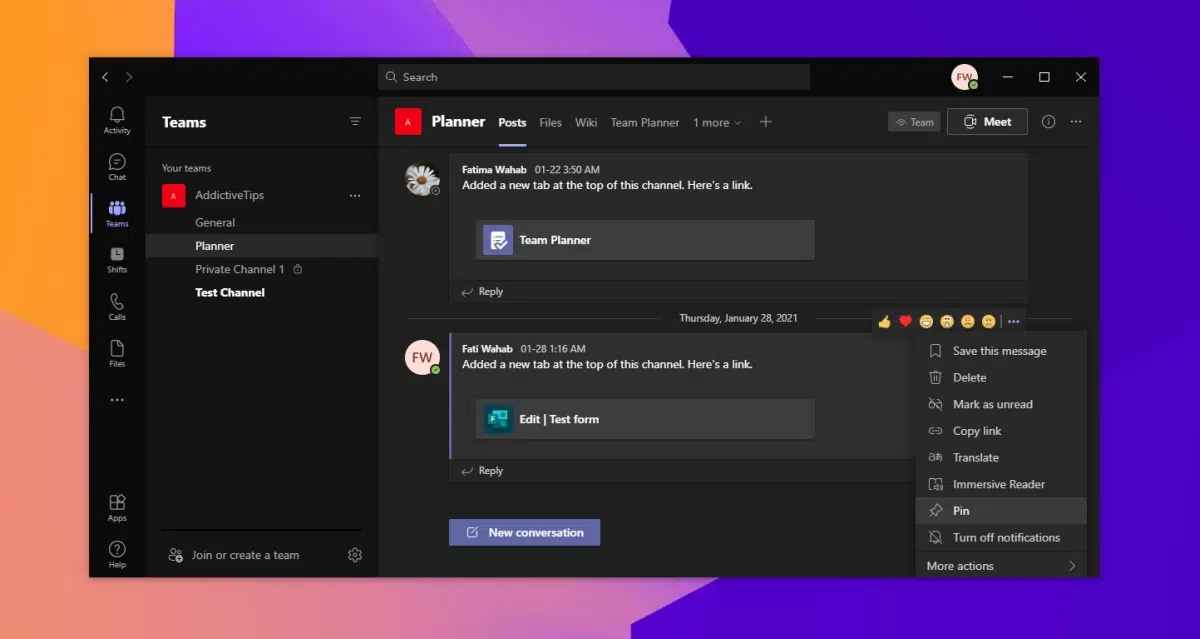 Search
FW
Activity
Chat
Teams
Shifts
Calls
Files
Apps
Help
Teams
Your teams
A
AddictiveTips
General
Planner
Private Channel 1
Test Channel
Join or create a team
A
Planner
Posts
Files
Wiki
Team Planner
1 more
Team
Meet
Fatima Wahab 01-22 3:50 AM
Added a new tab at the top of this channel. Here's a link.
Team Planner
Reply
Thursday, January 28, 2021
FW
Fati Wahab 01-28 1:16 AM
Added a new tab at the top of this channel. Here's a link.
F
Edit | Test form
Reply
New conversation
Save this message
Delete
Mark as unread
Copy link
Translate
Immersive Reader
Pin
Turn off notifications
More actions